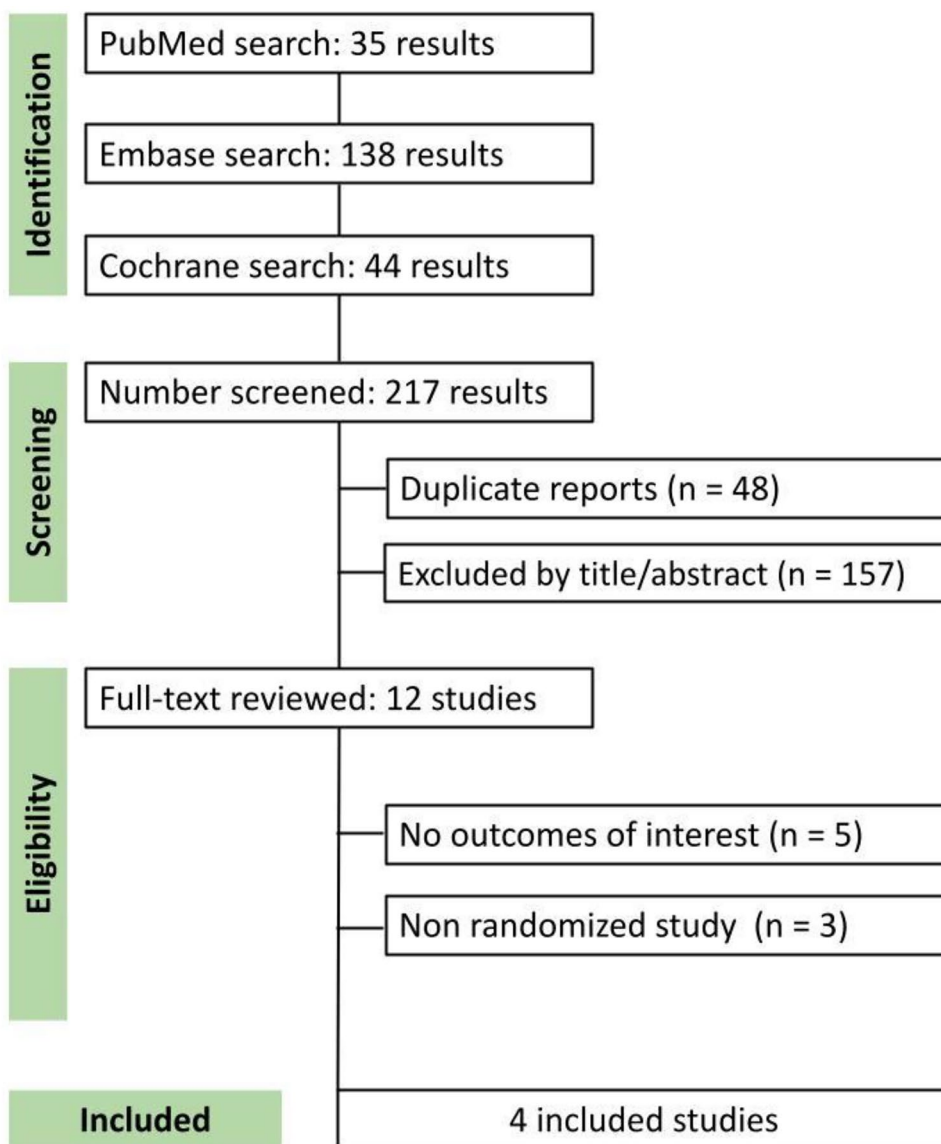 Identification
PubMed search: 35 results
Embase search: 138 results
Cochrane search: 44 results
Screening
Number screened: 217 results
Duplicate reports (n = 48)
Excluded by title/abstract (n = 157)
Eligibility
Full-text reviewed: 12 studies
No outcomes of interest (n = 5)
Non randomized study (n = 3)
Included
4 included studies